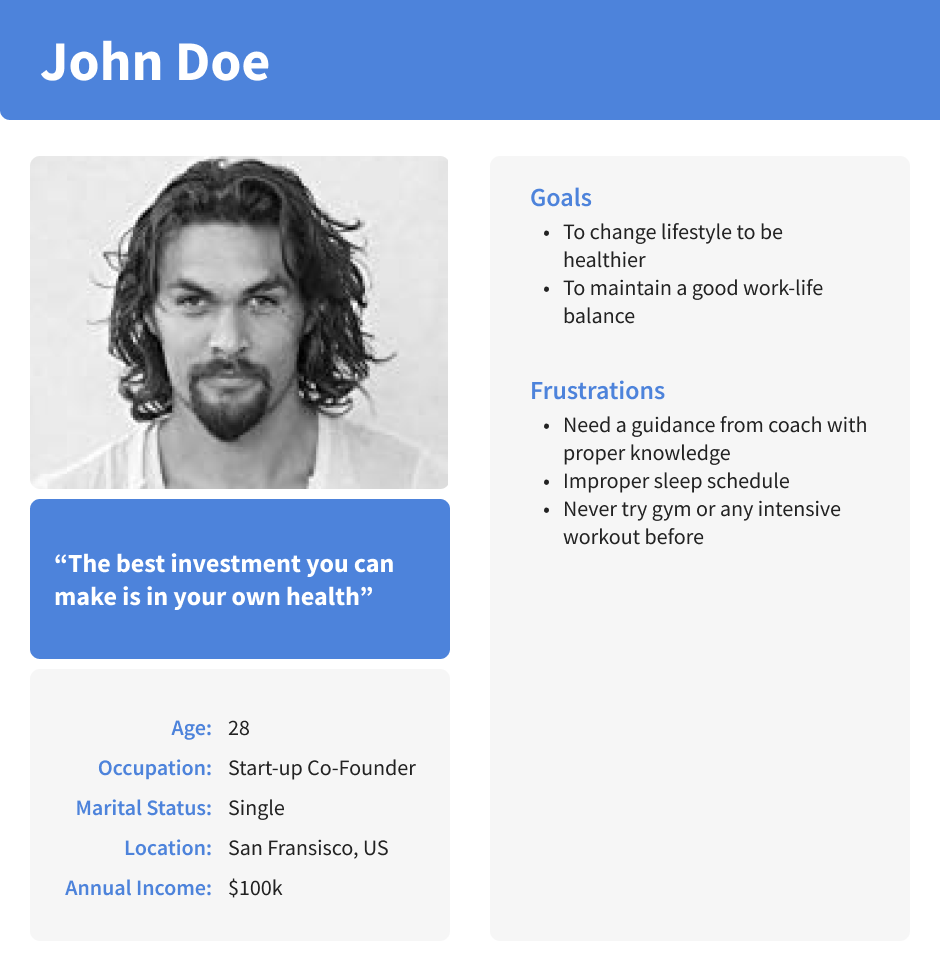 John Doe
“The best investment you can
make is in your own health”
Age: 28
Occupation: Start-up Co-Founder
Marital Status: Single
Location: San Fransisco, US
Annual Income: $100k
Goals
• To change lifestyle to be
healthier
• To maintain a good work-life
balance
Frustrations
• Need a guidance from coach with
proper knowledge
• Improper sleep schedule
• Never try gym or any intensive
workout before